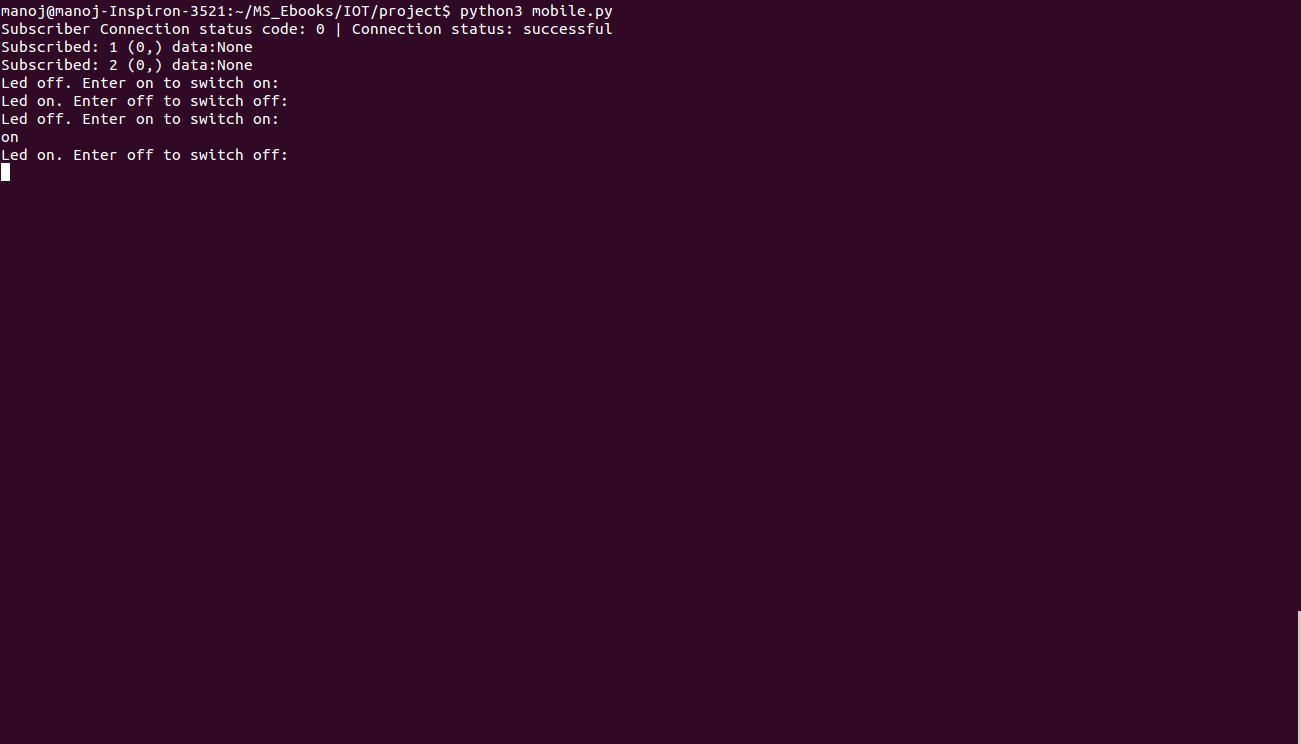 manoj@manoj-Inspiron-3521:~/MS_Ebooks/IOT/project$ python3 mobile.py
Subscriber Connection status code: 0 | Connection status: successful
Subscribed: 1 (0,) data:None
Subscribed: 2 (0,) data:None
Led off. Enter on to switch on:
Led on. Enter off to switch off:
Led off. Enter on to switch on:
on
Led on. Enter off to switch off: